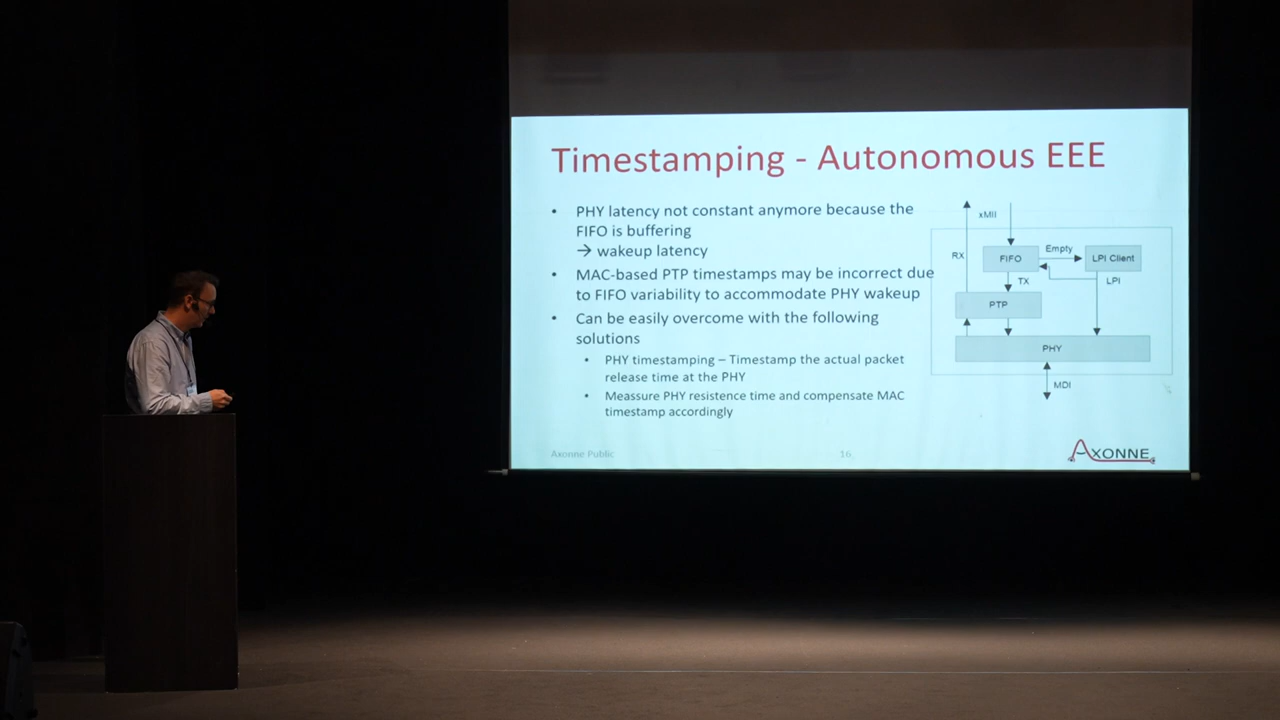 Timestamping - Autonomous EEE
• PHY latency not constant anymore because the
FIFO is buffering
→ wakeup latency
• MAC-based PTP timestamps may be incorrect due
to FIFO variability to accommodate PHY wakeup
• Can be easily overcome with the following
solutions
• PHY timestamping – Timestamp the actual packet
release time at the PHY
• Meassure PHY resistence time and compensate MAC
timestamp accordingly
xMII
RX
FIFO
Empty
LPI Client
TX
LPI
PTP
PHY
MDI
Axonne Public
16
AXONNE